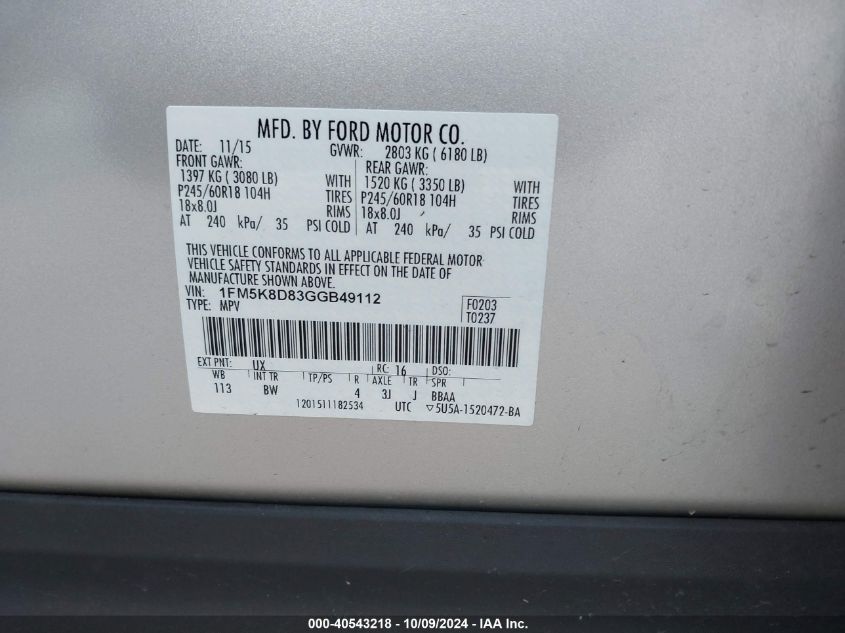 MFD. BY FORD MOTOR CO.
DATE: 11/15 GVWR: 2803 KG ( 6180 LB)
FRONT GAWR: REAR GAWR:
1397 KG ( 3080 LB) WITH 1520 KG ( 3350 LB) WITH
P245/60R18 104H TIRES P245/60R18 104H TIRES
18x8.0J RIMS 18x8.0J RIMS
AT 240 kPa/ 35 PSI COLD AT 240 kPa/ 35 PSI COLD
THIS VEHICLE CONFORMS TO ALL APPLICABLE FEDERAL MOTOR
VEHICLE SAFETY STANDARDS IN EFFECT ON THE DATE OF
MANUFACTURE SHOWN ABOVE.
VIN: 1FM5K8D83GGB49112 F0203
TYPE: MPV T0237
EXT PNT: UX RC: 16 DSO:
WB INT TR TP/PS R AXLE TR SPR
113 BW 4 3J J BBAA
1201511182534 UTC ▽5U5A-1520472-BA
000-40543218 - 10/09/2024 - IAA Inc.